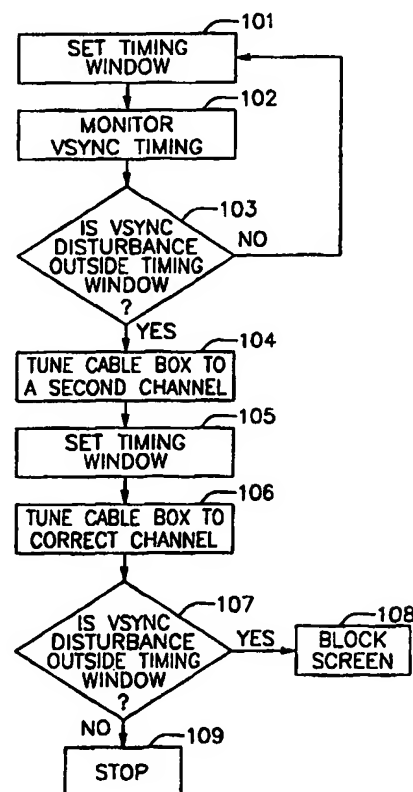 101
SET TIMING
WINDOW
102
MONITOR
VSYNC TIMING
103
IS VSYNC
DISTURBANCE
OUTSIDE TIMING
WINDOW
?
NO
YES
104
TUNE CABLE BOX TO
A SECOND CHANNEL
105
SET TIMING
WINDOW
106
TUNE CABLE BOX TO
CORRECT CHANNEL
107
IS VSYNC
DISTURBANCE
OUTSIDE TIMING
WINDOW
?
YES
108
BLOCK
SCREEN
NO
109
STOP